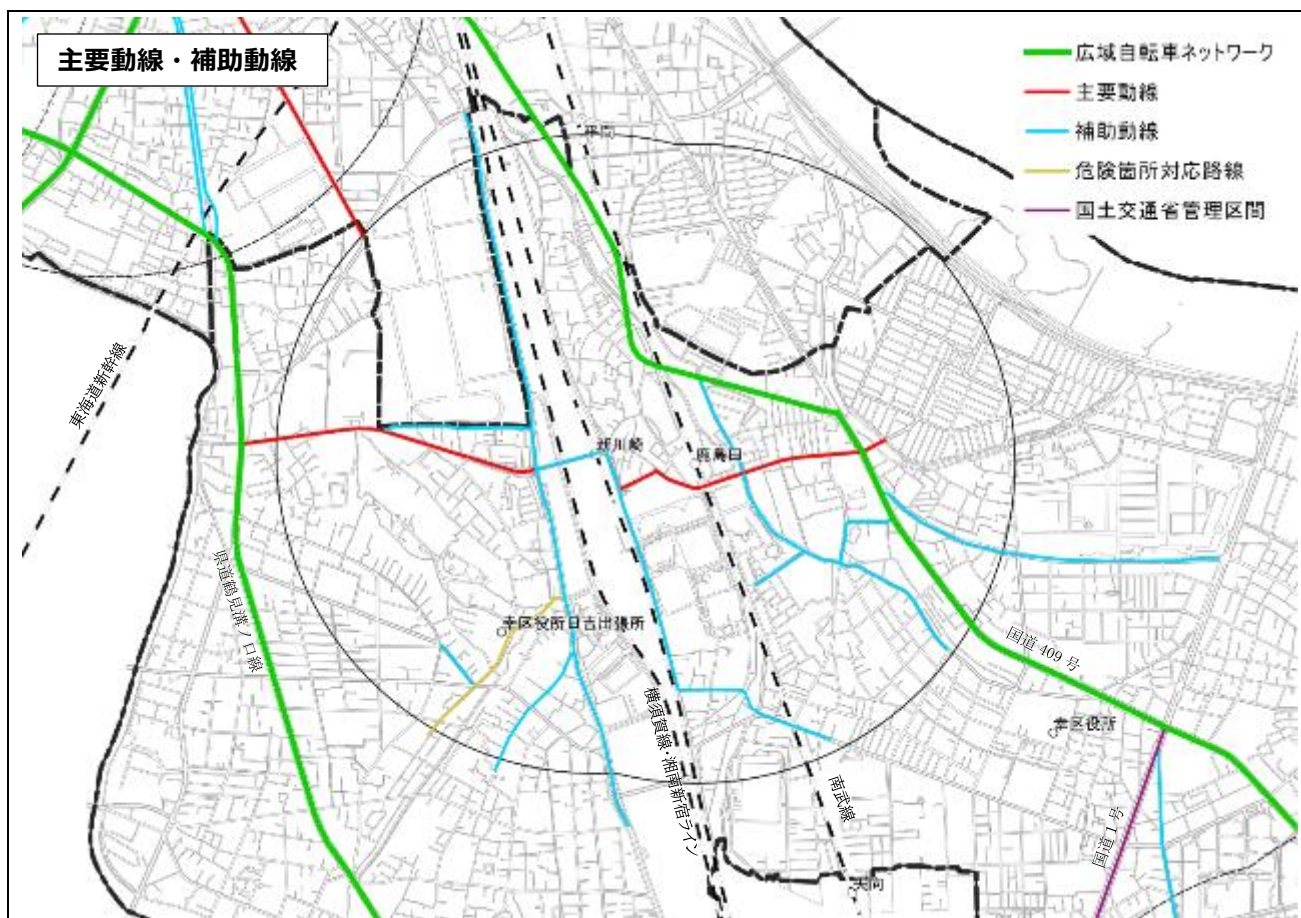 主要動線・補助動線
広域自転車ネットワーク
主要動線
補助動線
危険箇所対応路線
国土交通省管理区間
平間
東海道新幹線
新川崎
鹿島田
県道鶴見溝ノ口線
幸区役所日吉出張所
国道 409 号
横須賀線・湘南新宿ライン
幸区役所
南武線
国道 1 号
矢向